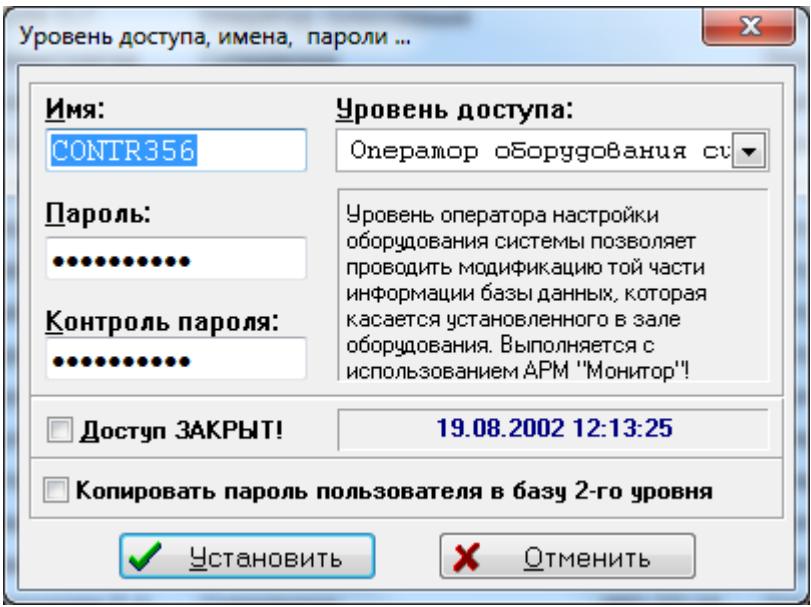 Уровень доступа, имена, пароли ...
Имя:
CONTR356
Уровень доступа:
Оператор оборудования си
Пароль:
••••••••••
Контроль пароля:
••••••••••
Уровень оператора настройки
оборудования системы позволяет
проводить модификацию той части
информации базы данных, которая
касается установленного в зале
оборудования. Выполняется с
использованием АРМ "Монитор"!
Доступ ЗАКРЫТ!
19.08.2002 12:13:25
Копировать пароль пользователя в базу 2-го уровня
Установить
Отменить